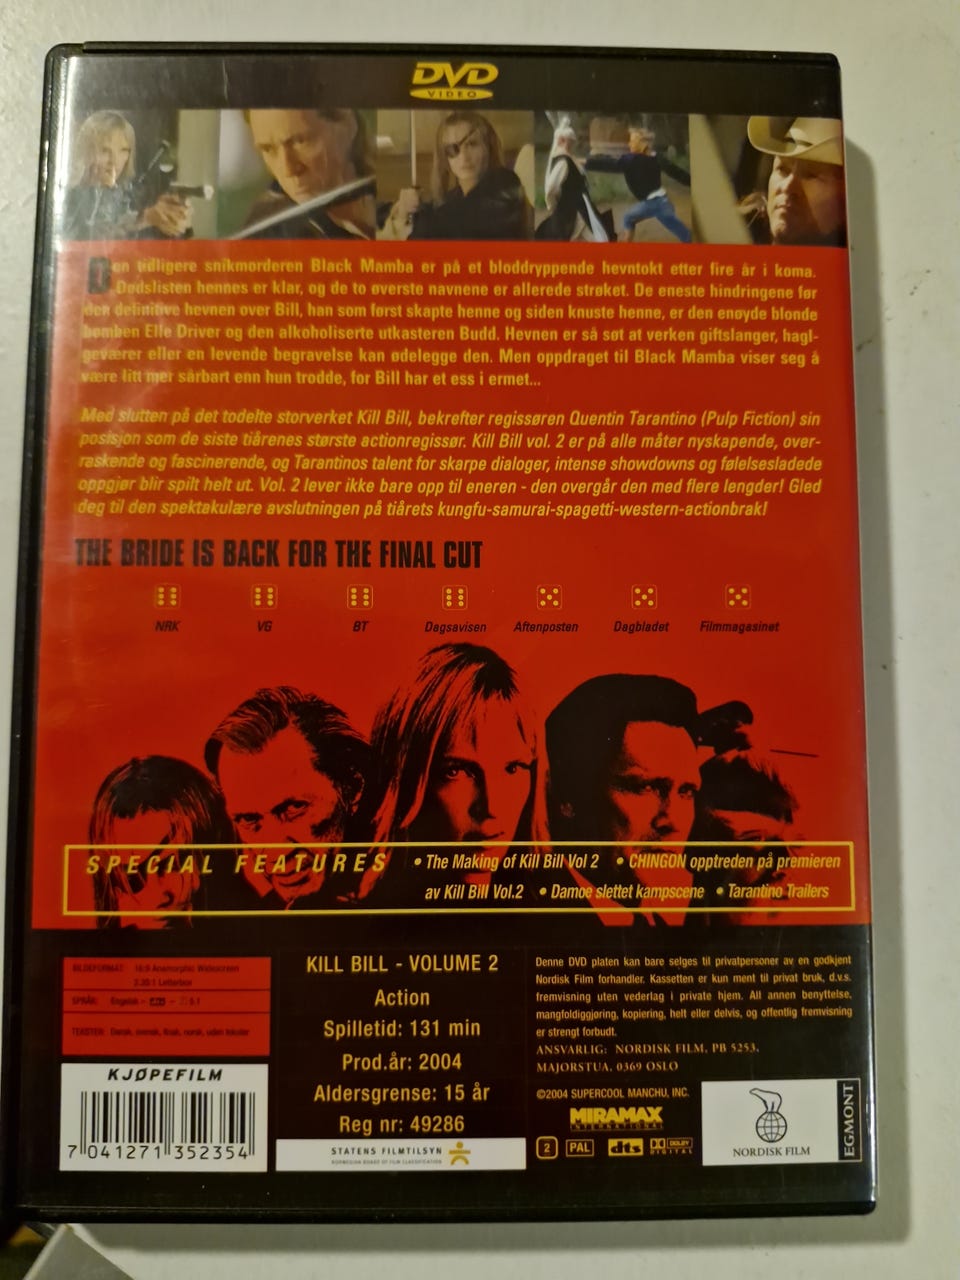 DVD
VIDEO
Den tidligere snikmorderen Black Mamba er på et bloddryppende hevntokt etter fire år i koma.
Dødslisten hennes er klar, og de to øverste navnene er allerede strøket. De eneste hindringene før
den definitive hevnen over Bill, han som først skapte henne og siden knuste henne, er den enøyde blonde
bomben Elle Driver og den alkoholiserte utkasteren Budd. Hevnen er så søt at verken giftslanger, hagl-
geværer eller en levende begravelse kan ødelegge den. Men oppdraget til Black Mamba viser seg å
være litt mer sårbart enn hun trodde, for Bill har et ess i ermet...
Med slutten på det todelte storverket Kill Bill, bekrefter regissøren Quentin Tarantino (Pulp Fiction) sin
posisjon som de siste tiårenes største actionregissør. Kill Bill vol. 2 er på alle måter nyskapende, over-
raskende og fascinerende, og Tarantinos talent for skarpe dialoger, intense showdowns og følelsesladede
oppgjør blir spilt helt ut. Vol. 2 lever ikke bare opp til eneren - den overgår den med flere lengder! Gled
deg til den spektakulære avslutningen på tiårets kungfu-samurai-spagetti-western-actionbrak!
THE BRIDE IS BACK FOR THE FINAL CUT
NRK VG BT Dagsavisen Aftenposten Dagbladet Filmmagasinet
SPECIAL FEATURES • The Making of Kill Bill Vol 2 • CHINGON opptreden på premieren
av Kill Bill Vol.2 • Damoe slettet kampscene • Tarantino Trailers
BILDEFORMAT: 16:9 Anamorphic Widescreen
2.35:1 Letterbox
SPRÅK: Engelsk - dts - 5.1
TEKSTER: Dansk, svensk, finsk, norsk, uden tekster
KJØPEFILM
7 041271 352354
KILL BILL - VOLUME 2
Action
Spilletid: 131 min
Prod.år: 2004
Aldersgrense: 15 år
Reg nr: 49286
STATENS FILMTILSYN
NORWEGIAN BOARD OF FILM CLASSIFICATION
Denne DVD platen kan bare selges til privatpersoner av en godkjent
Nordisk Film forhandler. Kassetten er kun ment til privat bruk, d.v.s.
fremvisning uten vederlag i private hjem. All annen benyttelse,
mangfoldiggjøring, kopiering, helt eller delvis, og offentlig fremvisning
er strengt forbudt.
ANSVARLIG: NORDISK FILM, PB 5253,
MAJORSTUA, 0369 OSLO
©2004 SUPERCOOL MANCHU, INC.
MIRAMAX
INTERNATIONAL
2 PAL dts DOLBY
DIGITAL
NORDISK FILM
EGMONT